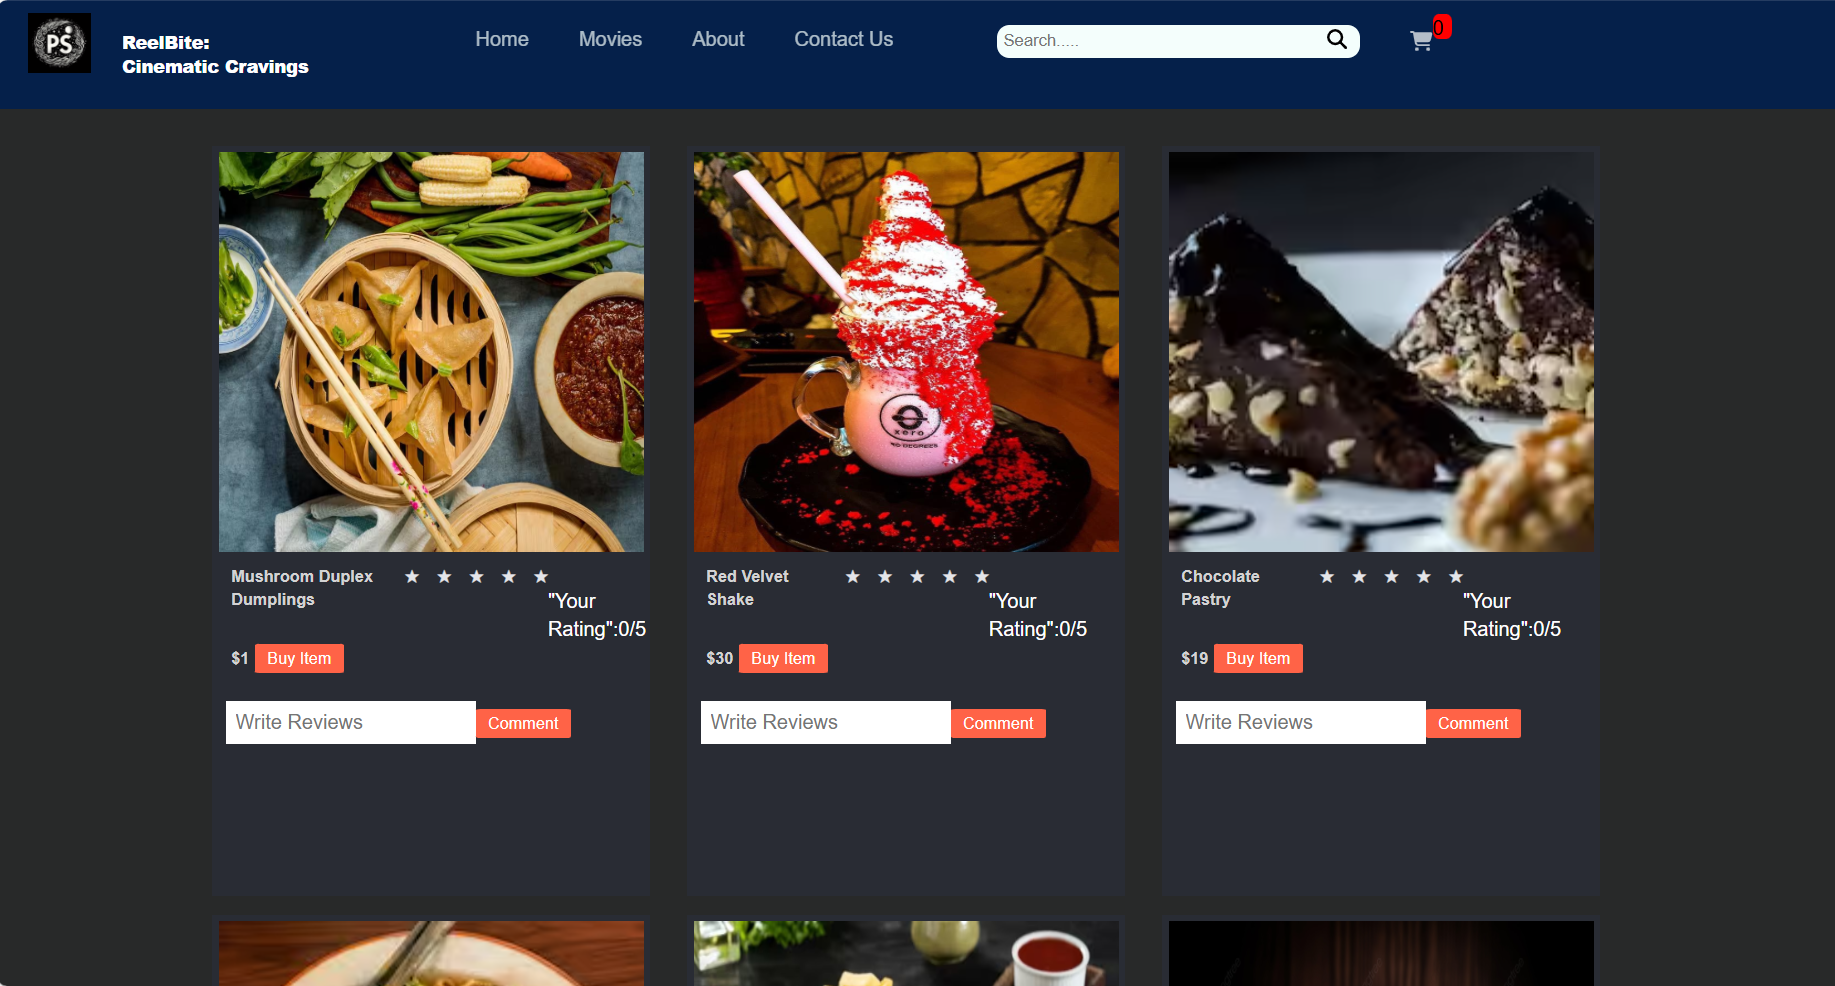 PS
ReelBite:
Cinematic Cravings
Home Movies About Contact Us
Search.....
0
Mushroom Duplex
Dumplings
★ ★ ★ ★ ★
"Your
Rating":0/5
$1 Buy Item
Write Reviews Comment
xero
Red Velvet
Shake
★ ★ ★ ★ ★
"Your
Rating":0/5
$30 Buy Item
Write Reviews Comment
Chocolate
Pastry
★ ★ ★ ★ ★
"Your
Rating":0/5
$19 Buy Item
Write Reviews Comment